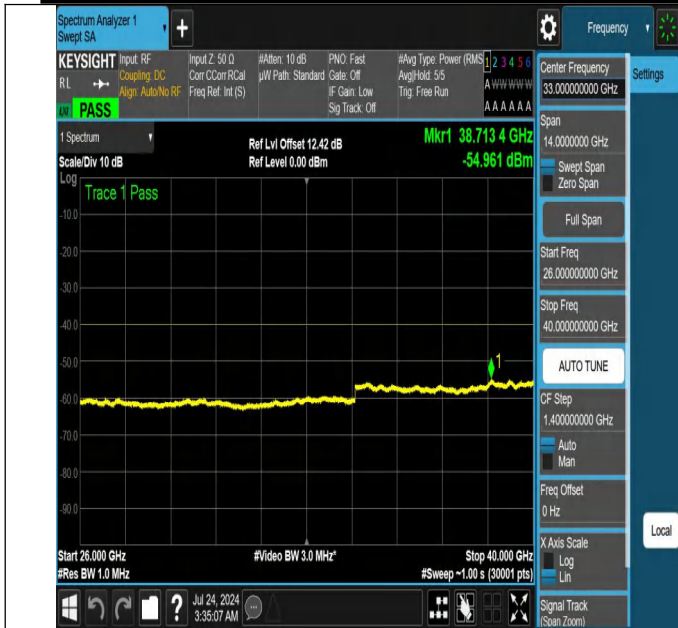 Spectrum Analyzer 1
Swept SA
+
Frequency
KEYSIGHT
RL
PASS
Input: RF
Coupling: DC
Align: Auto/No RF
Input Z: 50 Ω
Corr CCorr RCal
Freq Ref: Int (S)
#Atten: 10 dB
µW Path: Standard
PNO: Fast
Gate: Off
IF Gain: Low
Sig Track: Off
#Avg Type: Power (RMS
Avg|Hold: 5/5
Trig: Free Run
1 2 3 4 5 6
A W W W W W
A A A A A A
1 Spectrum
Scale/Div 10 dB
Log
Ref Lvl Offset 12.42 dB
Ref Level 0.00 dBm
Mkr1 38.713 4 GHz
-54.961 dBm
Trace 1 Pass
-10.0
-20.0
-30.0
-40.0
-50.0
-60.0
-70.0
-80.0
-90.0
1
Start 26.000 GHz
#Res BW 1.0 MHz
#Video BW 3.0 MHz*
Stop 40.000 GHz
#Sweep ~1.00 s (30001 pts)
Center Frequency
33.000000000 GHz
Settings
Span
14.0000000 GHz
Swept Span
Zero Span
Full Span
Start Freq
26.000000000 GHz
Stop Freq
40.000000000 GHz
AUTO TUNE
CF Step
1.400000000 GHz
Auto
Man
Freq Offset
0 Hz
X Axis Scale
Log
Lin
Local
Signal Track
(Span Zoom)
?
Jul 24, 2024
3:35:07 AM